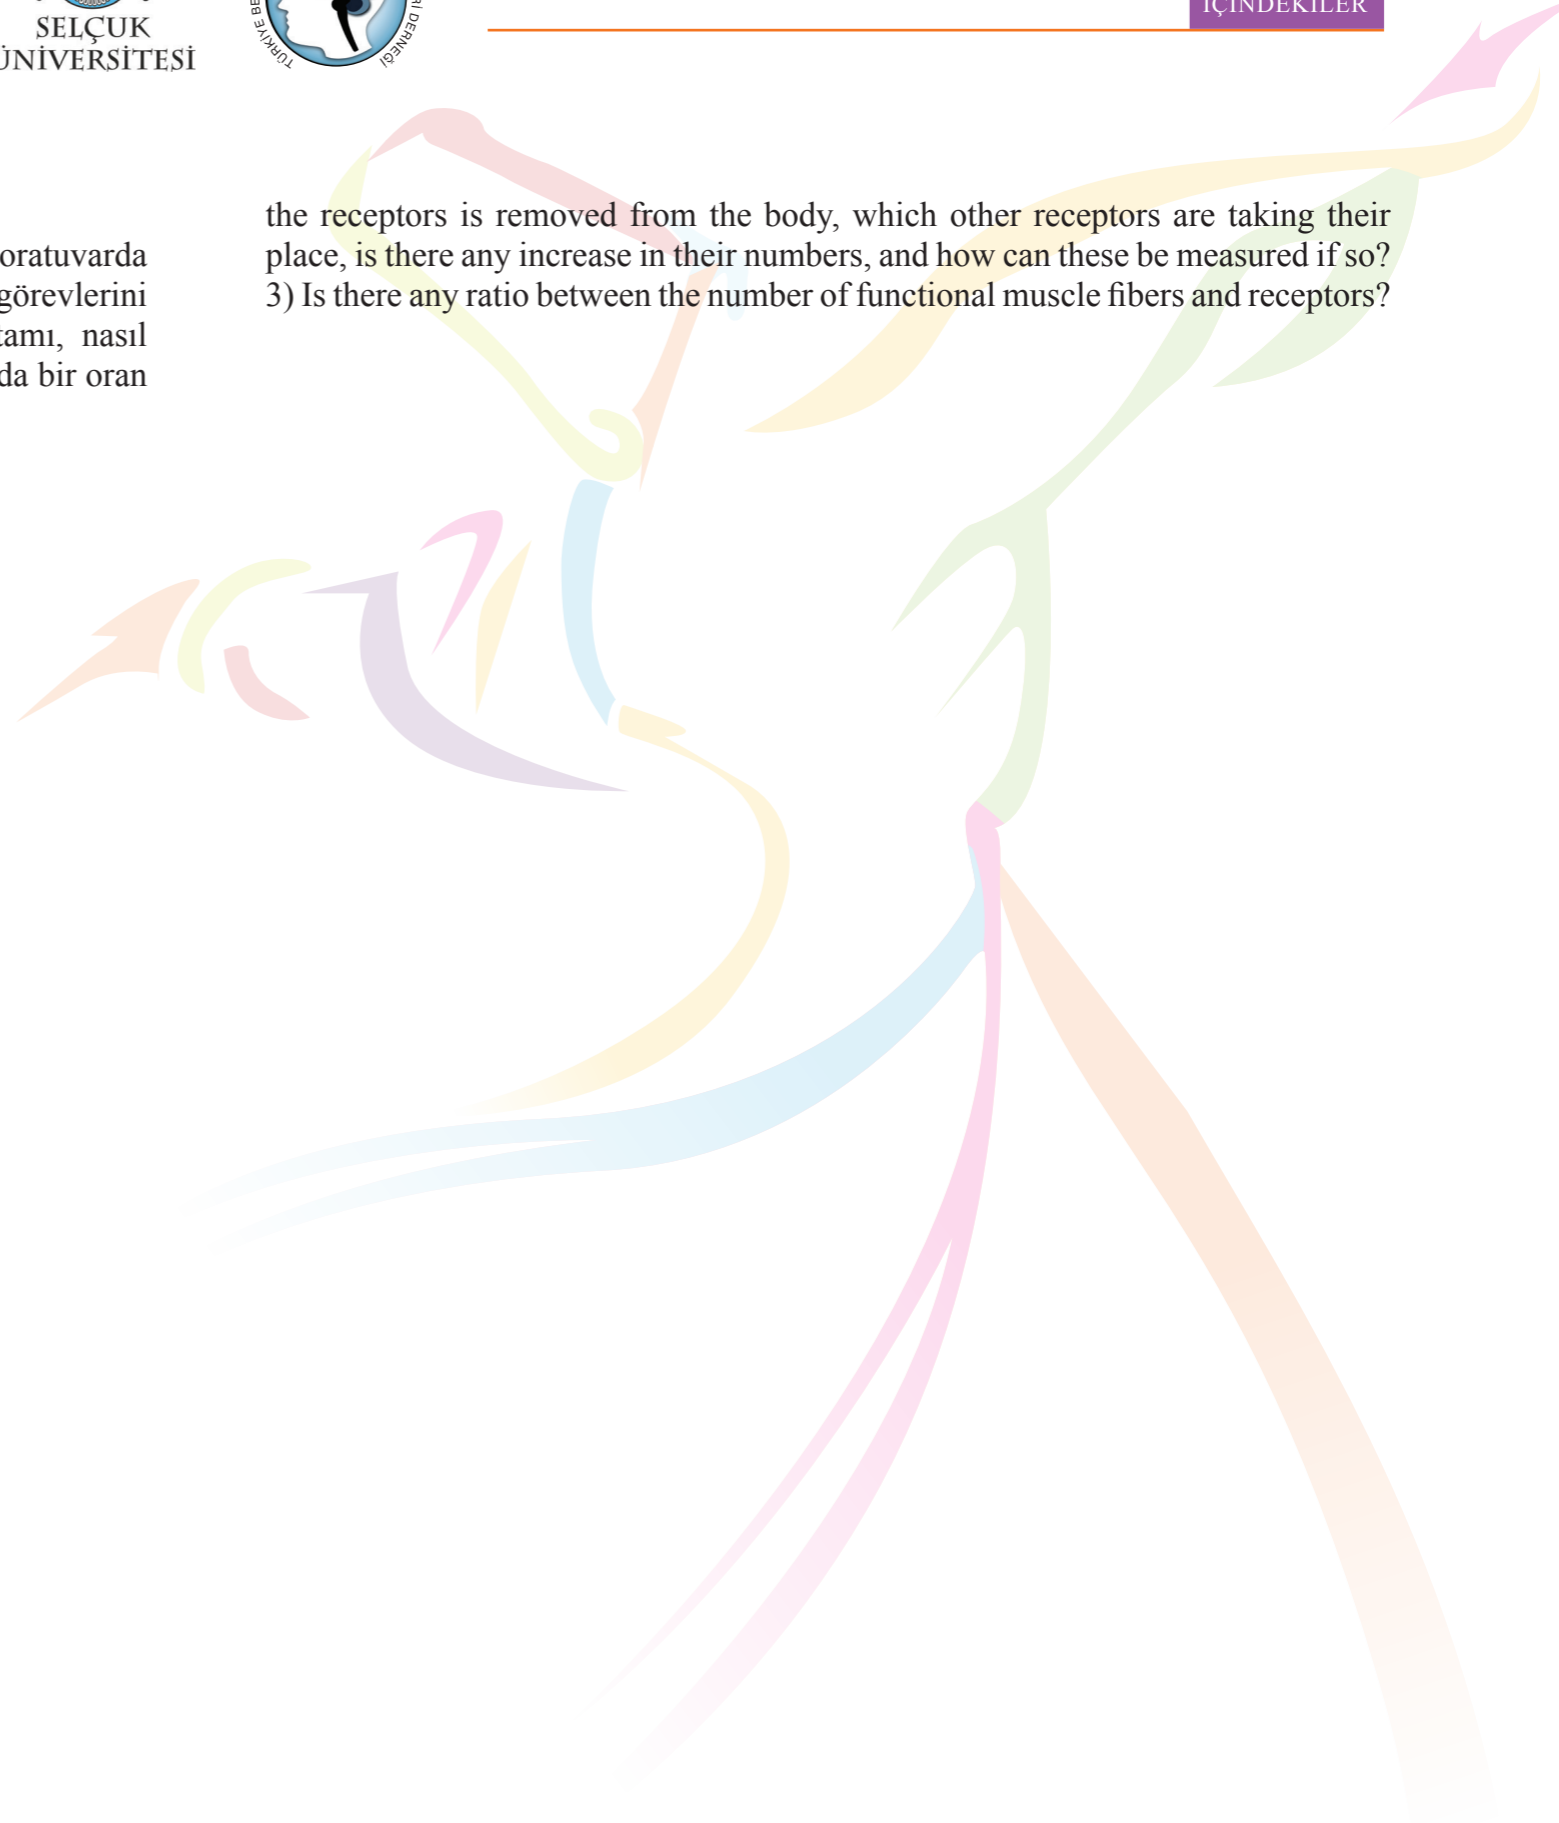 SELÇUK
ÜNİVERSİTESİ
TÜRKİYE
DERNEĞİ
İÇİNDEKİLER
oratuvarda
görevlerini
tamı, nasıl
da bir oran
the receptors is removed from the body, which other receptors are taking their
place, is there any increase in their numbers, and how can these be measured if so?
3) Is there any ratio between the number of functional muscle fibers and receptors?